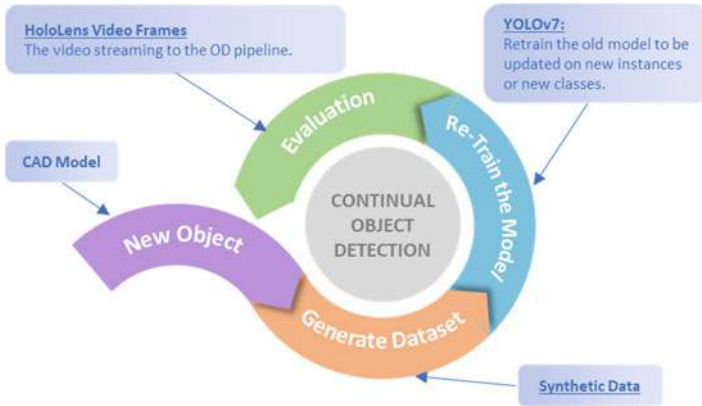 HoloLens Video Frames
The video streaming to the OD pipeline.
YOLOv7:
Retrain the old model to be
updated on new instances
or new classes.
Evaluation
Re-Train the Model
CAD Model
New Object
CONTINUAL
OBJECT
DETECTION
Generate Dataset
Synthetic Data